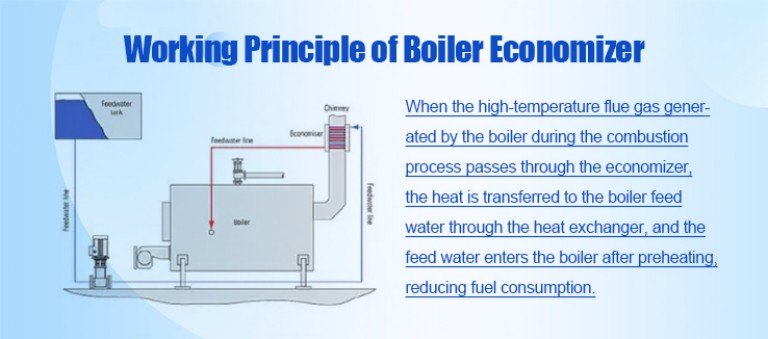 Working Principle of Boiler Economizer
Feedwater
tank
Chimney
Economiser
Feedwater line
Feedwater line
Boiler
Feedwater line
When the high-temperature flue gas gener-
ated by the boiler during the combustion
process passes through the economizer,
the heat is transferred to the boiler feed
water through the heat exchanger, and the
feed water enters the boiler after preheating,
reducing fuel consumption.